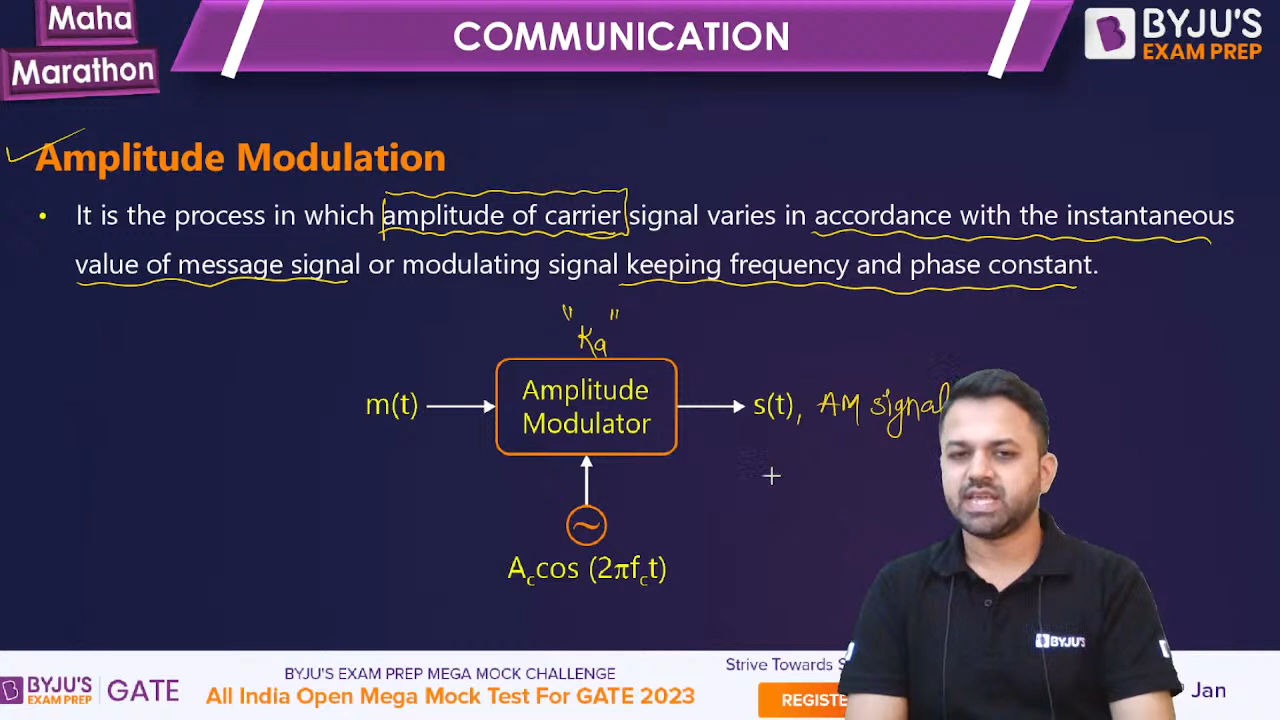 Maha
Marathon
COMMUNICATION
BYJU'S
EXAM PREP
Amplitude Modulation
• It is the process in which amplitude of carrier signal varies in accordance with the instantaneous
value of message signal or modulating signal keeping frequency and phase constant.
"Ka"
m(t)
Amplitude
Modulator
s(t), AM signal
~
Accos (2πfct)
BYJU'S
BYJU'S
EXAM PREP
GATE
BYJU'S EXAM PREP MEGA MOCK CHALLENGE
All India Open Mega Mock Test For GATE 2023
Strive Towards
REGISTE
Jan